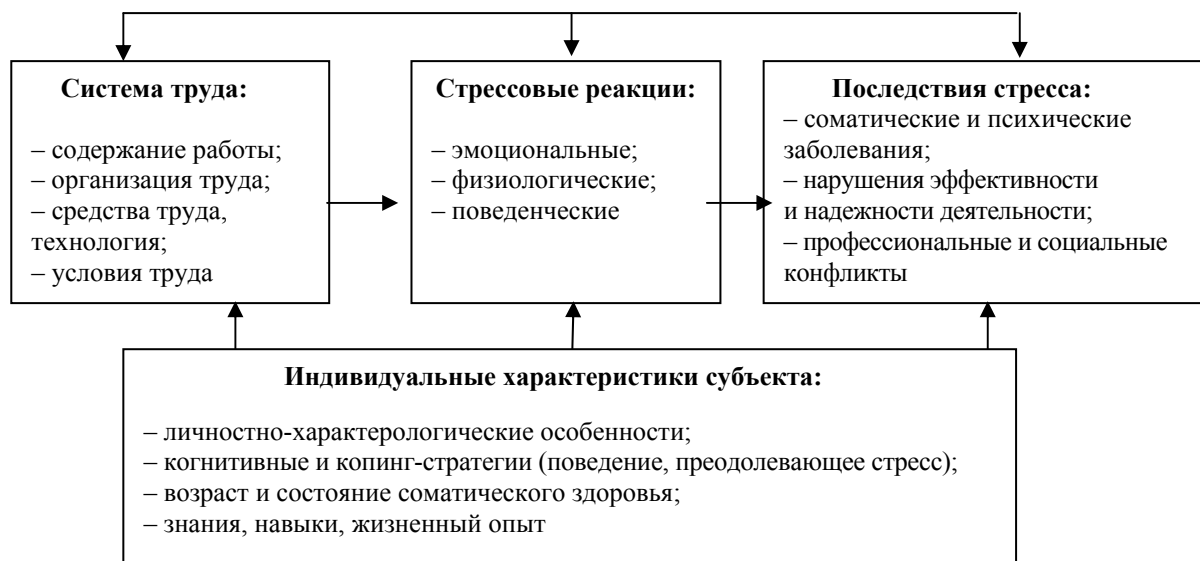 Система труда:
– содержание работы;
– организация труда;
– средства труда,
технология;
– условия труда
Стрессовые реакции:
– эмоциональные;
– физиологические;
– поведенческие
Последствия стресса:
– соматические и психические
заболевания;
– нарушения эффективности
и надежности деятельности;
– профессиональные и социальные
конфликты
Индивидуальные характеристики субъекта:
– личностно-характерологические особенности;
– когнитивные и копинг-стратегии (поведение, преодолевающее стресс);
– возраст и состояние соматического здоровья;
– знания, навыки, жизненный опыт